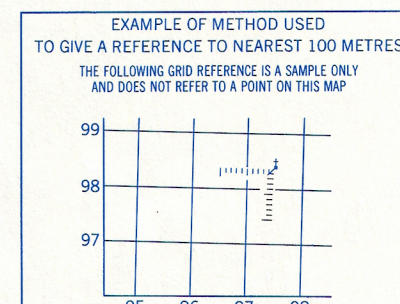 EXAMPLE OF METHOD USED
TO GIVE A REFERENCE TO NEAREST 100 METRES
THE FOLLOWING GRID REFERENCE IS A SAMPLE ONLY
AND DOES NOT REFER TO A POINT ON THIS MAP
99
98
97